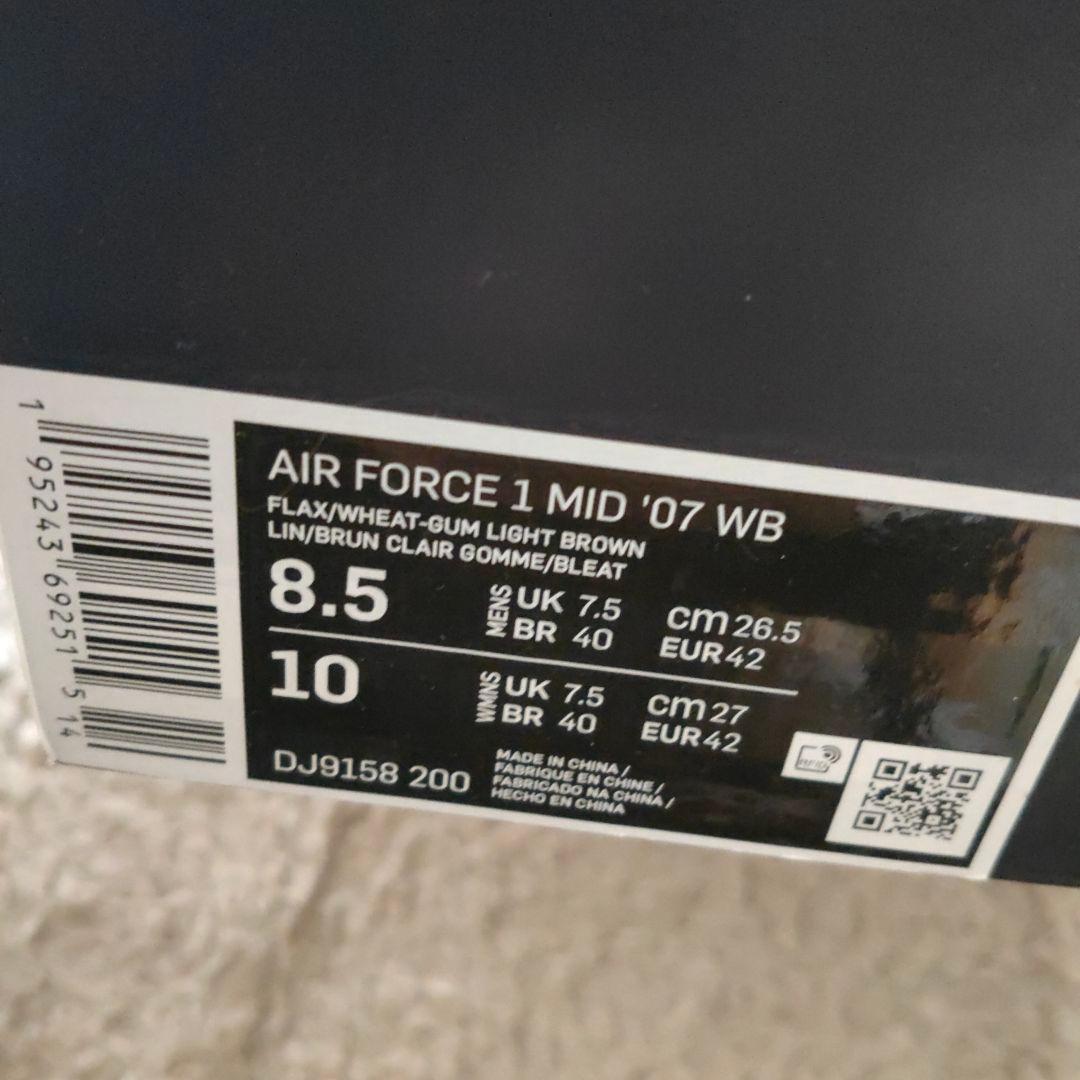 AIR FORCE 1 MID '07 WB
FLAX/WHEAT-GUM LIGHT BROWN
LIN/BRUN CLAIR GOMME/BLEAT
8.5 MENS UK 7.5 cm 26.5
BR 40 EUR 42
10 WMNS UK 7.5 cm 27
BR 40 EUR 42
DJ9158 200
MADE IN CHINA /
FABRIQUE EN CHINE /
FABRICADO NA CHINA /
HECHO EN CHINA
RFID
1 95243 69251 5 14